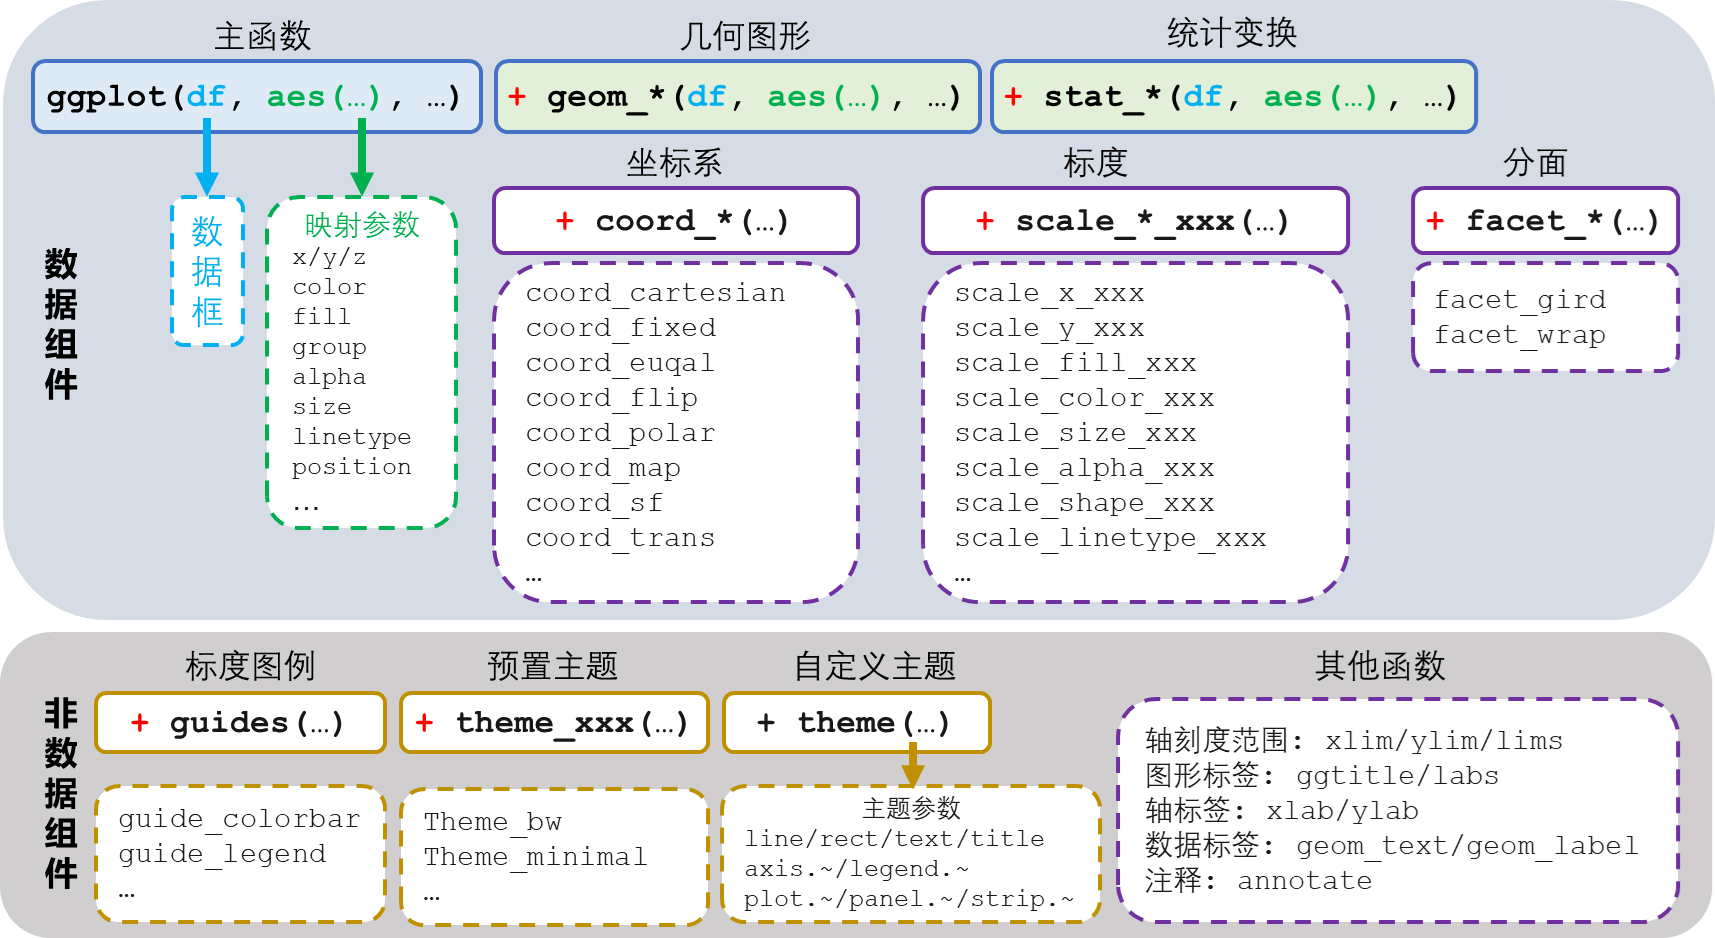 主函数
ggplot(df, aes(…), …)
几何图形
+ geom_*(df, aes(…), …)
统计变换
+ stat_*(df, aes(…), …)
数据组件
数据框
映射参数
x/y/z
color
fill
group
alpha
size
linetype
position
...
坐标系
+ coord_*(…)
coord_cartesian
coord_fixed
coord_euqal
coord_flip
coord_polar
coord_map
coord_sf
coord_trans
…
标度
+ scale_*_xxx(…)
scale_x_xxx
scale_y_xxx
scale_fill_xxx
scale_color_xxx
scale_size_xxx
scale_alpha_xxx
scale_shape_xxx
scale_linetype_xxx
…
分面
+ facet_*(…)
facet_gird
facet_wrap
非数据组件
标度图例
+ guides(…)
guide_colorbar
guide_legend
…
预置主题
+ theme_xxx(…)
Theme_bw
Theme_minimal
…
自定义主题
+ theme(…)
主题参数
line/rect/text/title
axis.~/legend.~
plot.~/panel.~/strip.~
其他函数
轴刻度范围: xlim/ylim/lims
图形标签: ggtitle/labs
轴标签: xlab/ylab
数据标签: geom_text/geom_label
注释: annotate